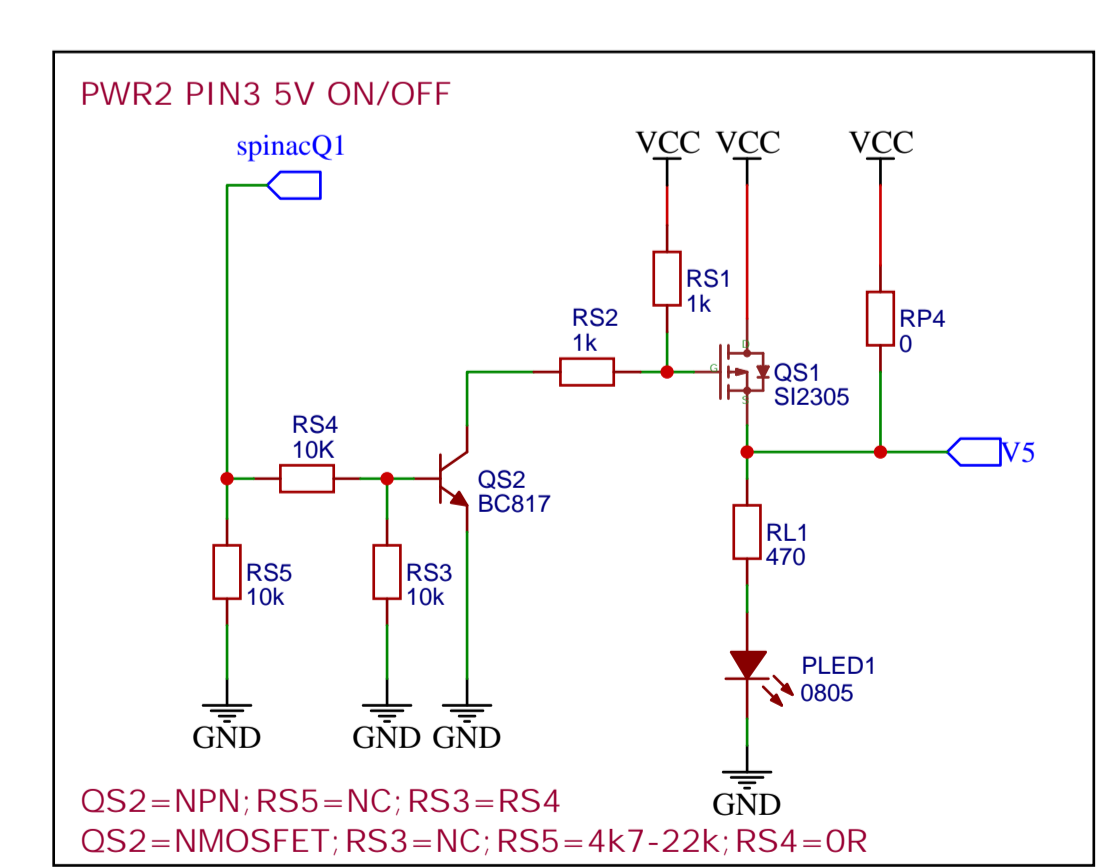 PWR2 PIN3 5V ON/OFF
spinacQ1
VCC
VCC
VCC
RS1
1k
RS2
1k
RP4
0
D
G
S
QS1
SI2305
RS4
10K
QS2
BC817
V5
RL1
470
RS5
10k
RS3
10k
PLED1
0805
GND
GND
GND
GND
QS2=NPN;RS5=NC;RS3=RS4
QS2=NMOSFET;RS3=NC;RS5=4k7-22k;RS4=0R